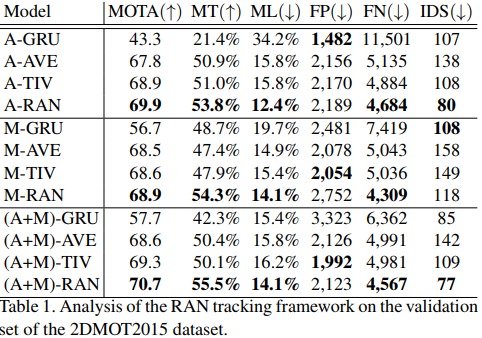 Model MOTA(↑) MT(↑) ML(↓) FP(↓) FN(↓) IDS(↓)
A-GRU 43.3 21.4% 34.2% 1,482 11,501 107
A-AVE 67.8 50.9% 15.8% 2,156 5,135 138
A-TIV 68.9 51.0% 15.8% 2,170 4,884 108
A-RAN 69.9 53.8% 12.4% 2,189 4,684 80
M-GRU 56.7 48.7% 19.7% 2,481 7,419 108
M-AVE 68.5 47.4% 14.9% 2,078 5,043 158
M-TIV 68.6 47.9% 15.4% 2,054 5,036 149
M-RAN 68.9 54.3% 14.1% 2,752 4,309 118
(A+M)-GRU 57.7 42.3% 15.4% 3,323 6,362 85
(A+M)-AVE 68.6 50.4% 15.8% 2,126 4,991 142
(A+M)-TIV 69.3 50.1% 16.2% 1,992 4,981 109
(A+M)-RAN 70.7 55.5% 14.1% 2,123 4,567 77
Table 1. Analysis of the RAN tracking framework on the validation
set of the 2DMOT2015 dataset.